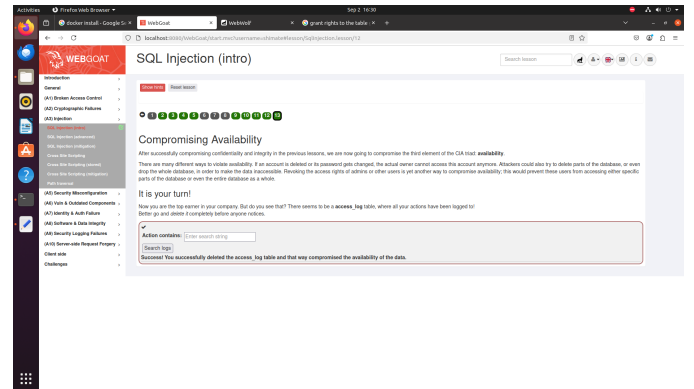 Activities
Firefox Web Browser
Sep 2 16:30
docker install - Google Se
WebGoat
WebWolf
grant rights to the table
localhost:8080/WebGoat/start.mvc?username=shimate#lesson/SqlInjection.lesson/12
WEBGOAT
SQL Injection (intro)
Search lesson
Introduction
General
(A1) Broken Access Control
(A2) Cryptographic Failures
(A3) Injection
SQL Injection (intro)
SQL Injection (advanced)
SQL Injection (mitigation)
Cross Site Scripting
Cross Site Scripting (stored)
Cross Site Scripting (mitigation)
Path traversal
(A5) Security Misconfiguration
(A6) Vuln & Outdated Components
(A7) Identity & Auth Failure
(A8) Software & Data Integrity
(A9) Security Logging Failures
(A10) Server-side Request Forgery
Client side
Challenges
Show hints
Reset lesson
1 2 3 4 5 6 7 8 9 10 11 12 13
Compromising Availability
After successfully compromising confidentiality and integrity in the previous lessons, we are now going to compromise the third element of the CIA triad: availability.
There are many different ways to violate availability. If an account is deleted or its password gets changed, the actual owner cannot access this account anymore. Attackers could also try to delete parts of the database, or even
drop the whole database, in order to make the data inaccessible. Revoking the access rights of admins or other users is yet another way to compromise availability; this would prevent these users from accessing either specific
parts of the database or even the entire database as a whole.
It is your turn!
Now you are the top earner in your company. But do you see that? There seems to be a access_log table, where all your actions have been logged to!
Better go and delete it completely before anyone notices.
✔
Action contains: Enter search string
Search logs
Success! You successfully deleted the access_log table and that way compromised the availability of the data.